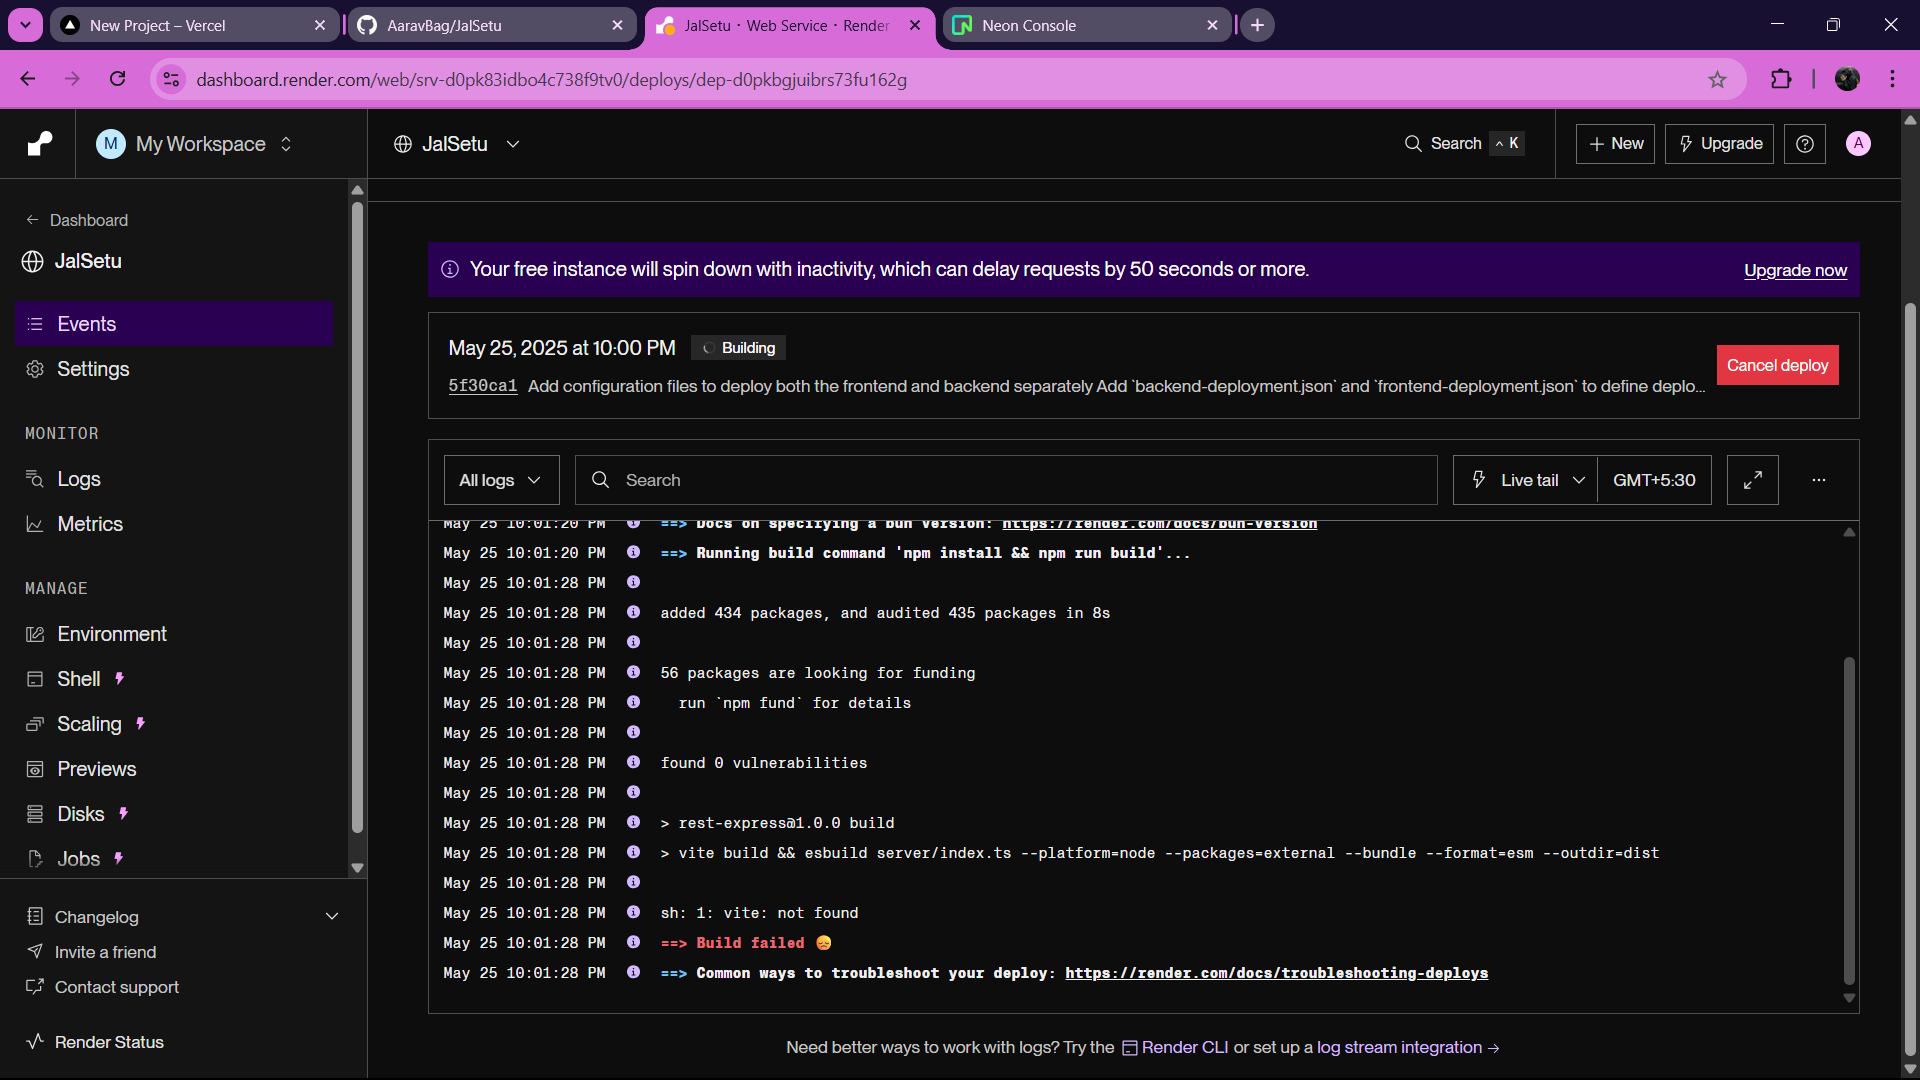 New Project – Vercel
AaravBag/JalSetu
JalSetu · Web Service · Render
Neon Console
dashboard.render.com/web/srv-d0pk83idbo4c738f9tv0/deploys/dep-d0pkbgjuibrs73fu162g
M My Workspace
JalSetu
Search ^ K
+ New
Upgrade
A
← Dashboard
JalSetu
Events
Settings
MONITOR
Logs
Metrics
MANAGE
Environment
Shell
Scaling
Previews
Disks
Jobs
Changelog
Invite a friend
Contact support
Render Status
Your free instance will spin down with inactivity, which can delay requests by 50 seconds or more.
Upgrade now
May 25, 2025 at 10:00 PM Building
5f30ca1 Add configuration files to deploy both the frontend and backend separately Add `backend-deployment.json` and `frontend-deployment.json` to define deplo...
Cancel deploy
All logs
Search
Live tail
GMT+5:30
May 25 10:01:20 PM ==> Docs on specifying a bun version: https://render.com/docs/bun-version
May 25 10:01:20 PM ==> Running build command 'npm install && npm run build'...
May 25 10:01:28 PM
May 25 10:01:28 PM added 434 packages, and audited 435 packages in 8s
May 25 10:01:28 PM
May 25 10:01:28 PM 56 packages are looking for funding
May 25 10:01:28 PM run `npm fund` for details
May 25 10:01:28 PM
May 25 10:01:28 PM found 0 vulnerabilities
May 25 10:01:28 PM
May 25 10:01:28 PM > rest-express@1.0.0 build
May 25 10:01:28 PM > vite build && esbuild server/index.ts --platform=node --packages=external --bundle --format=esm --outdir=dist
May 25 10:01:28 PM
May 25 10:01:28 PM sh: 1: vite: not found
May 25 10:01:28 PM ==> Build failed 😞
May 25 10:01:28 PM ==> Common ways to troubleshoot your deploy: https://render.com/docs/troubleshooting-deploys
Need better ways to work with logs? Try the Render CLI or set up a log stream integration →